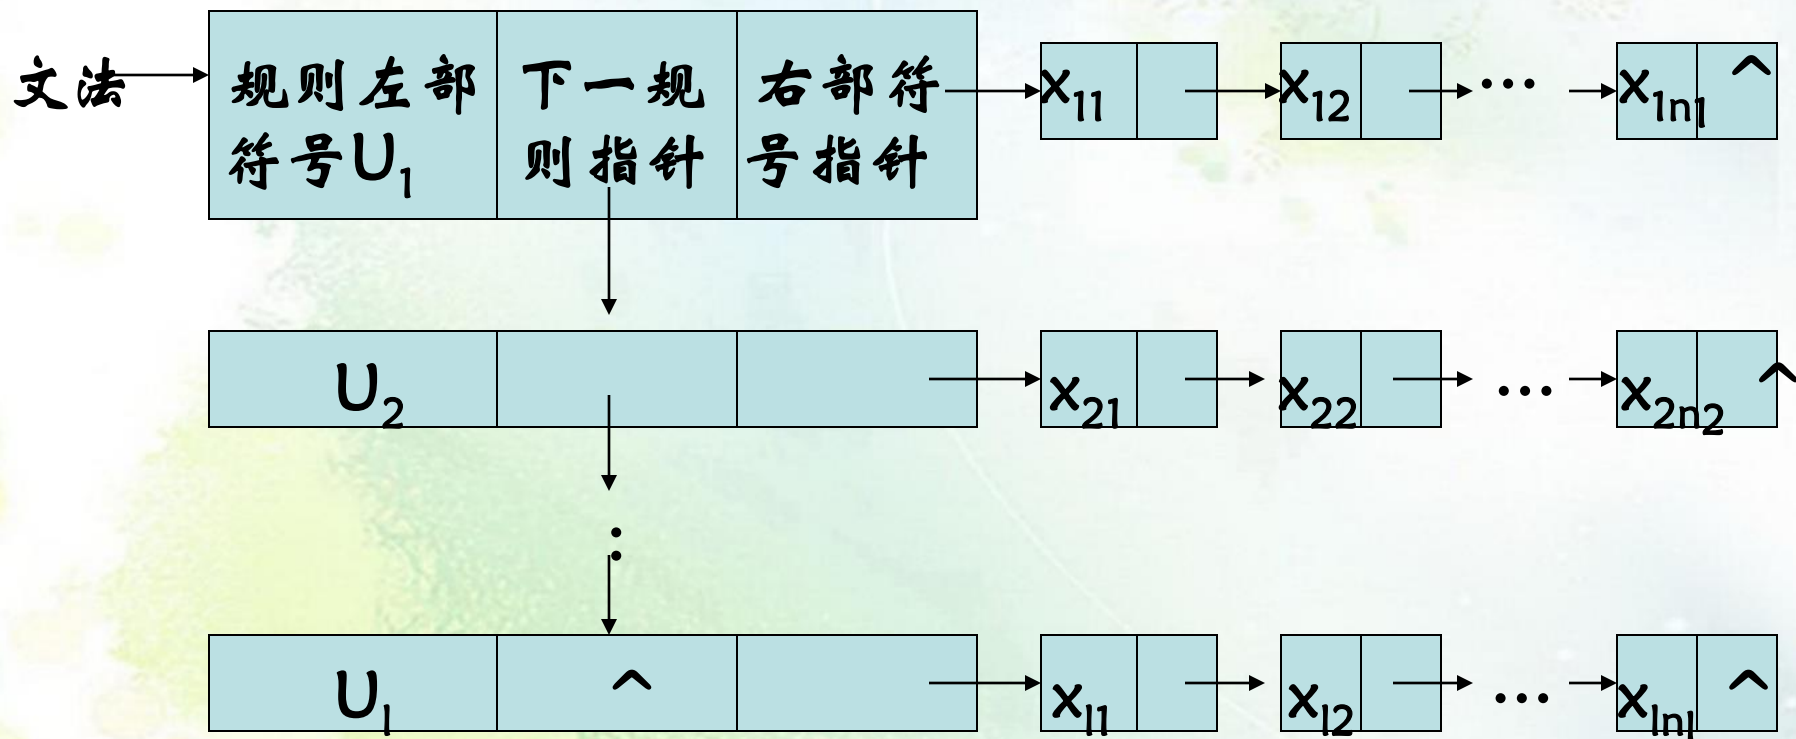 文法
规则左部
符号U₁
下一规
则指针
右部符
号指针
x₁₁
x₁₂
…
x₁ₙ₁ ^
U₂
x₂₁
x₂₂
…
x₂ₙ₂ ^
:
Uₗ
^
xₗ₁
xₗ₂
…
xₗₙₗ ^